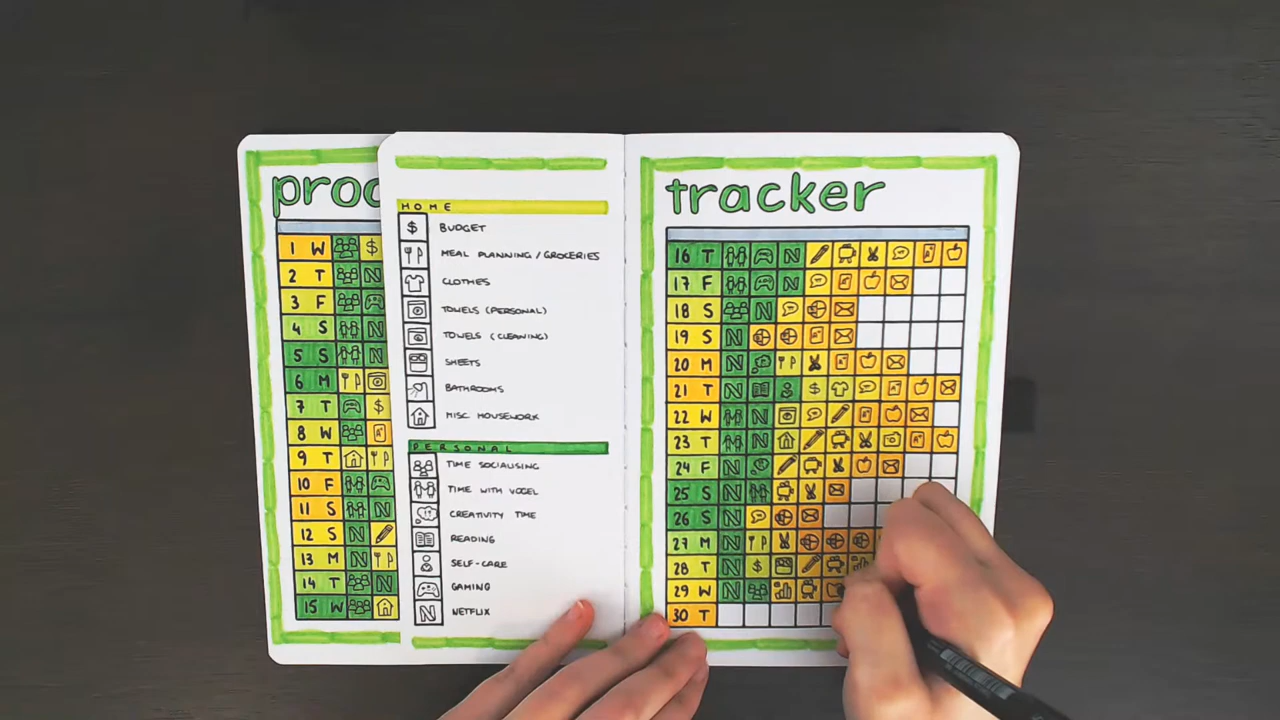 proc
1 W $
2 T N
3 F
4 S N
5 S N
6 M
7 T $
8 W A+
9 T
10 F
11 S N
12 S N
13 M N
14 T N
15 W
HOME
$ BUDGET
MEAL PLANNING / GROCERIES
CLOTHES
TOWELS (PERSONAL)
TOWELS (CLEANING)
SHEETS
BATHROOMS
MISC HOUSEWORK
PERSONAL
TIME SOCIALISING
TIME WITH VOGEL
CREATIVITY TIME
READING
SELF-CARE
GAMING
N NETFLIX
tracker
16 T N
17 F N
18 S N
19 S N
20 M N
21 T N $
22 W N
23 T N
24 F N
25 S N
26 S N
27 M N
28 T N $
29 W N
30 T